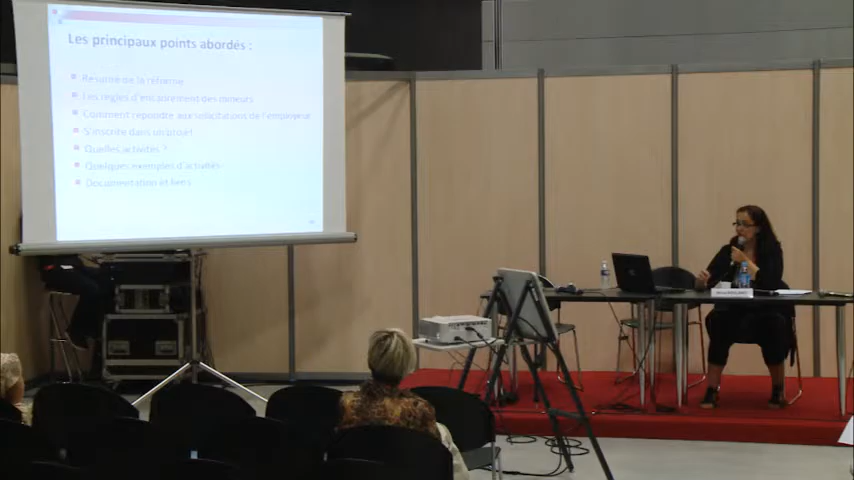 Les principaux points abordés :
Résumé de la réforme
Les règles d'encadrement des mineurs
Comment répondre aux sollicitations de l'employeur
S'inscrire dans un projet
Quelles activités ?
Quelques exemples d'activités
Documentation et liens